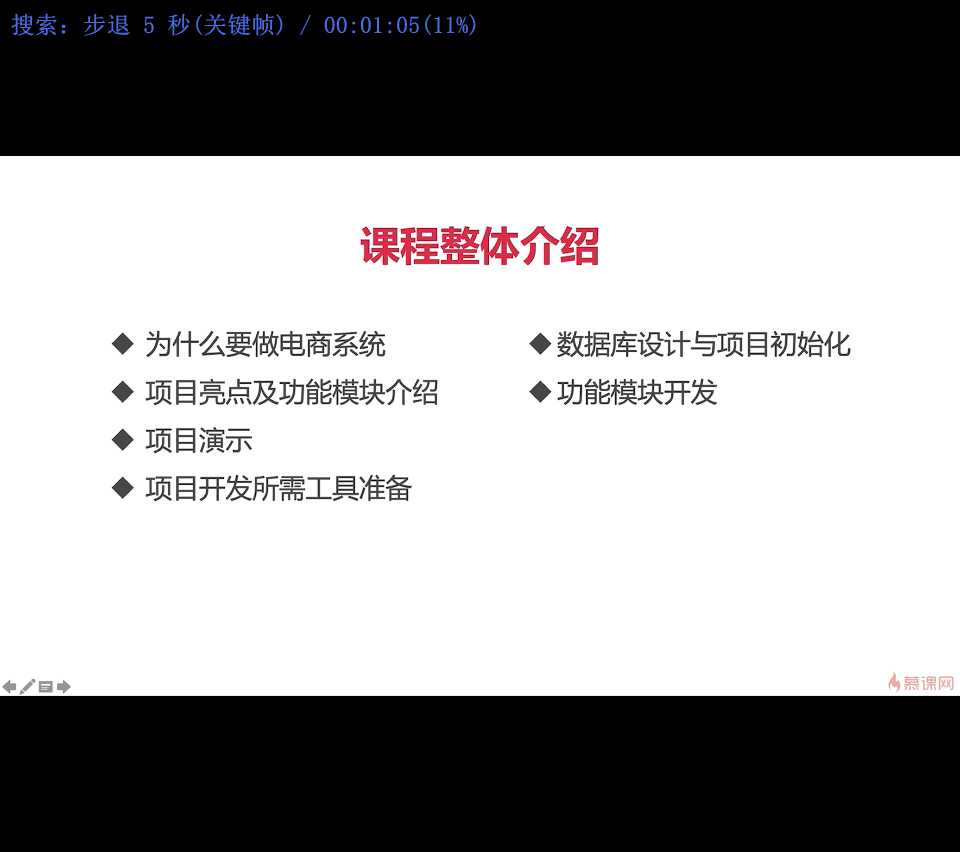 搜索：步退 5 秒(关键帧) / 00:01:05(11%)
课程整体介绍
◆ 为什么要做电商系统
◆ 项目亮点及功能模块介绍
◆ 项目演示
◆ 项目开发所需工具准备
◆ 数据库设计与项目初始化
◆ 功能模块开发
慕课网